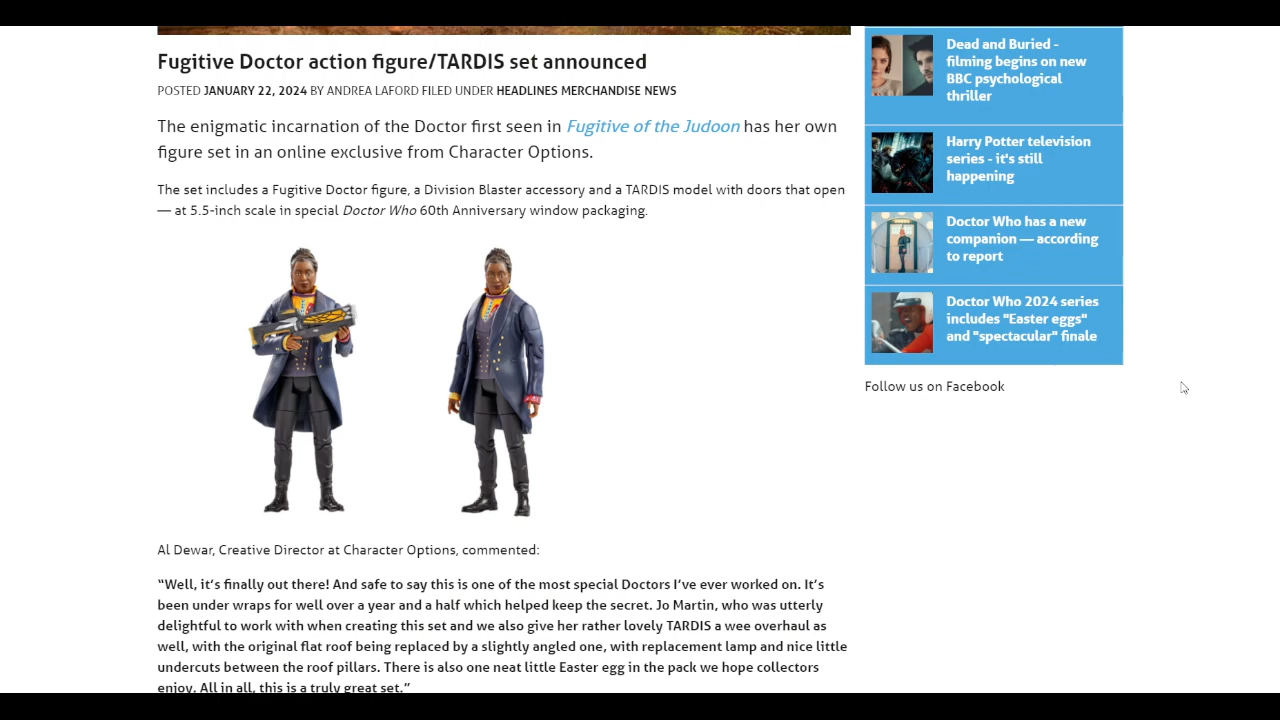 Fugitive Doctor action figure/TARDIS set announced
POSTED JANUARY 22, 2024 BY ANDREA LAFORD FILED UNDER HEADLINES MERCHANDISE NEWS
The enigmatic incarnation of the Doctor first seen in Fugitive of the Judoon has her own
figure set in an online exclusive from Character Options.
The set includes a Fugitive Doctor figure, a Division Blaster accessory and a TARDIS model with doors that open
— at 5.5-inch scale in special Doctor Who 60th Anniversary window packaging.
Al Dewar, Creative Director at Character Options, commented:
“Well, it’s finally out there! And safe to say this is one of the most special Doctors I’ve ever worked on. It’s
been under wraps for well over a year and a half which helped keep the secret. Jo Martin, who was utterly
delightful to work with when creating this set and we also give her rather lovely TARDIS a wee overhaul as
well, with the original flat roof being replaced by a slightly angled one, with replacement lamp and nice little
undercuts between the roof pillars. There is also one neat little Easter egg in the pack we hope collectors
enjoy. All in all, this is a truly great set.”
Dead and Buried -
filming begins on new
BBC psychological
thriller
Harry Potter television
series - it's still
happening
Doctor Who has a new
companion — according
to report
Doctor Who 2024 series
includes "Easter eggs"
and "spectacular" finale
Follow us on Facebook